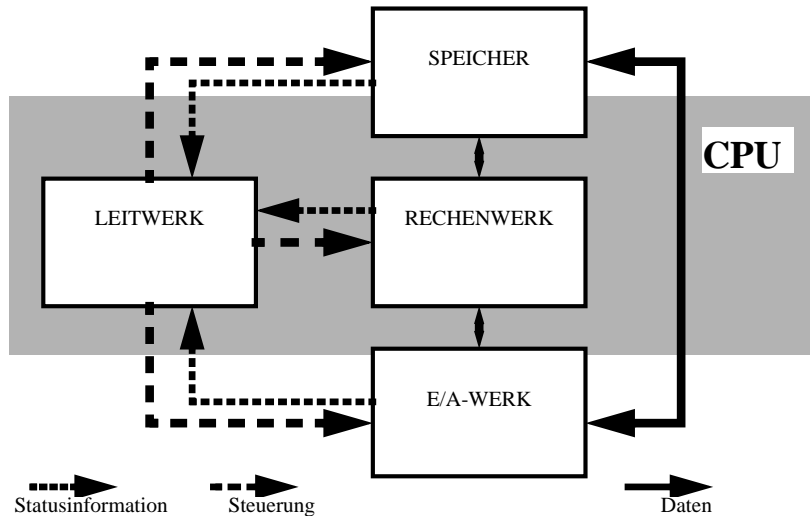 SPEICHER
CPU
LEITWERK
RECHENWERK
E/A-WERK
Statusinformation
Steuerung
Daten